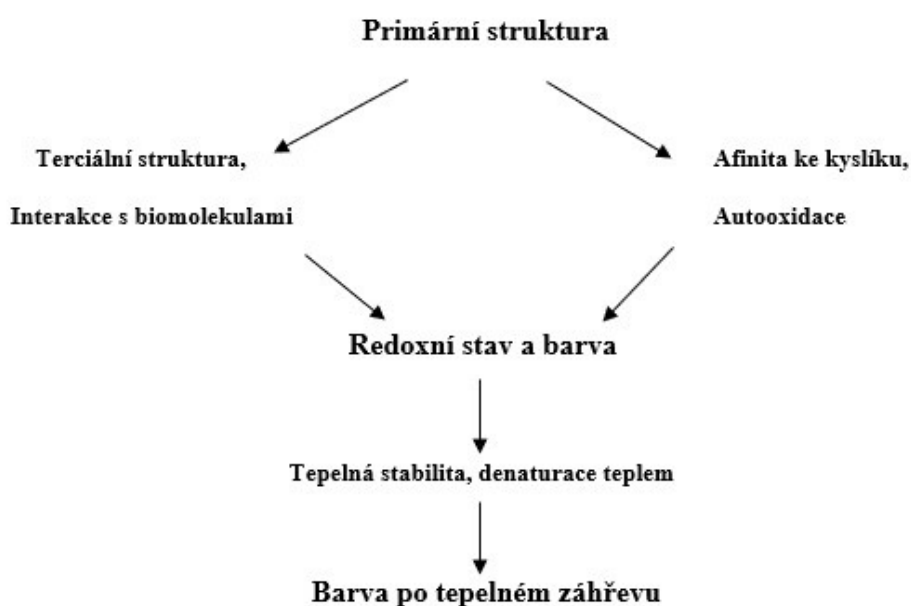 Primární struktura
Terciální struktura,
Interakce s biomolekulami
Afinita ke kyslíku,
Autooxidace
Redoxní stav a barva
Tepelná stabilita, denaturace teplem
Barva po tepelném záhřevu